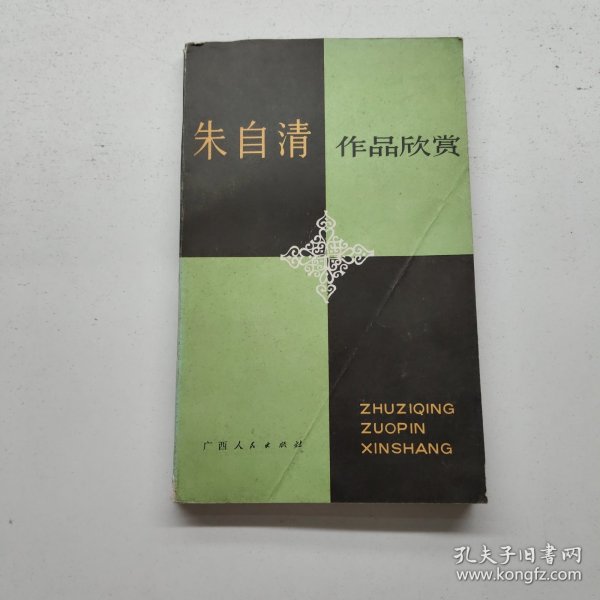 朱自清 作品欣赏
ZHUZIQING
ZUOPIN
XINSHANG
广西人民出版社
孔夫子旧书网
www.kongfz.com